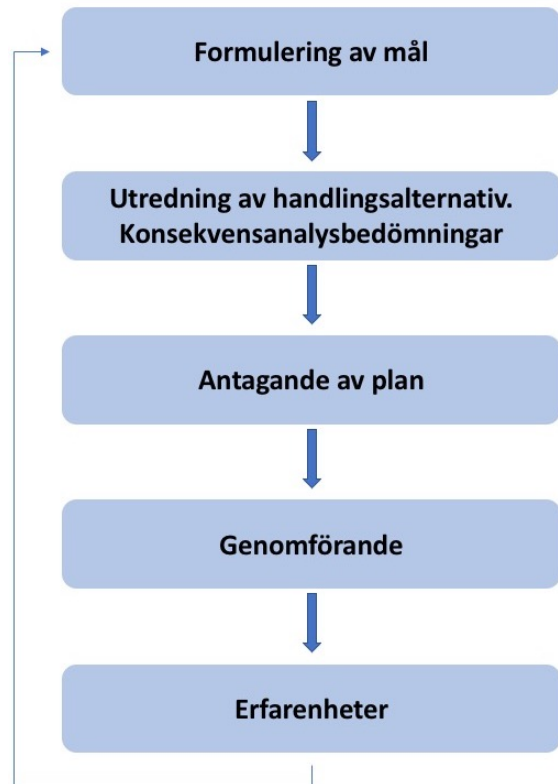 Formulering av mål
Utredning av handlingsalternativ.
Konsekvensanalysbedömningar
Antagande av plan
Genomförande
Erfarenheter